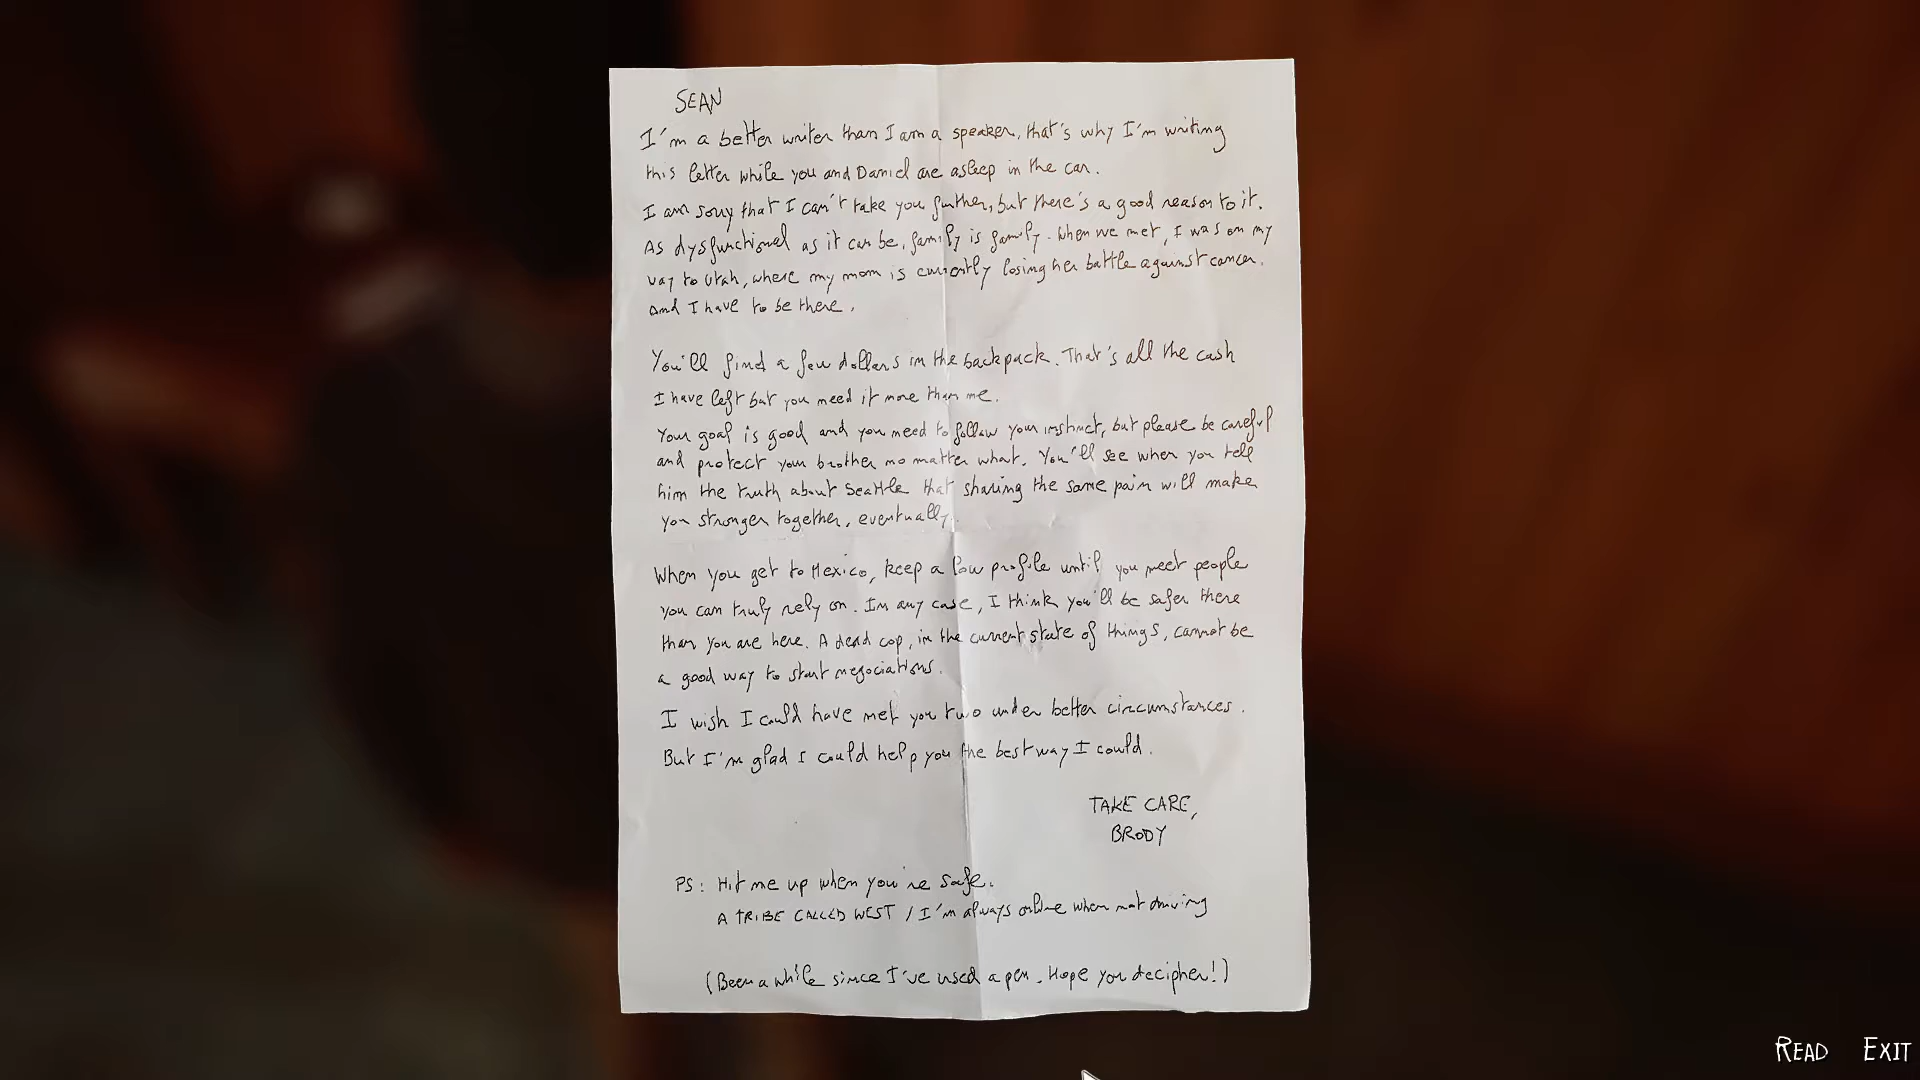 SEAN
I'm a better writer than I am a speaker, that's why I'm writing
this letter while you and Daniel are asleep in the car.
I am sorry that I can't take you further, but there's a good reason to it.
As dysfunctional as it can be, family is family. When we met, I was on my
way to Utah, where my mom is currently losing her battle against cancer.
and I have to be there.
You'll find a few dollars in the backpack. That's all the cash
I have left but you need it more than me.
Your goal is good and you need to follow your instinct, but please be careful
and protect your brother no matter what. You'll see when you tell
him the truth about Seattle that sharing the same pain will make
you stronger together, eventually.
When you get to Mexico, keep a low profile until you meet people
you can truly rely on. In any case, I think you'll be safer there
than you are here. A dead cop, in the current state of things, cannot be
a good way to start negociations.
I wish I could have met you two under better circumstances.
But I'm glad I could help you the best way I could.
TAKE CARE,
BRODY
PS: Hit me up when you're safe.
A TRIBE CALLED WEST / I'm always online when not driving
(Been a while since I've used a pen. Hope you decipher!)
READ EXIT